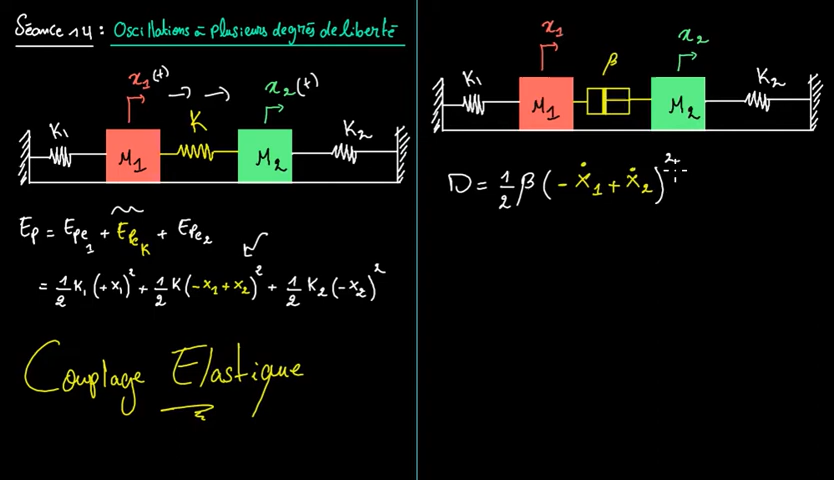 Séance 14 : Oscillations à plusieurs degrés de liberté
x₁(t) → → x₂(t)
K₁ K K₂
M₁ M₂
Ep = Epe₁ + Epe_K + Epe₂
= 1/2 K₁ (+x₁)² + 1/2 K (-x₁ + x₂)² + 1/2 K₂ (-x₂)²
Couplage Elastique
x₁ x₂
K₁ β K₂
M₁ M₂
D = 1/2 β (-ẋ₁ + ẋ₂)²